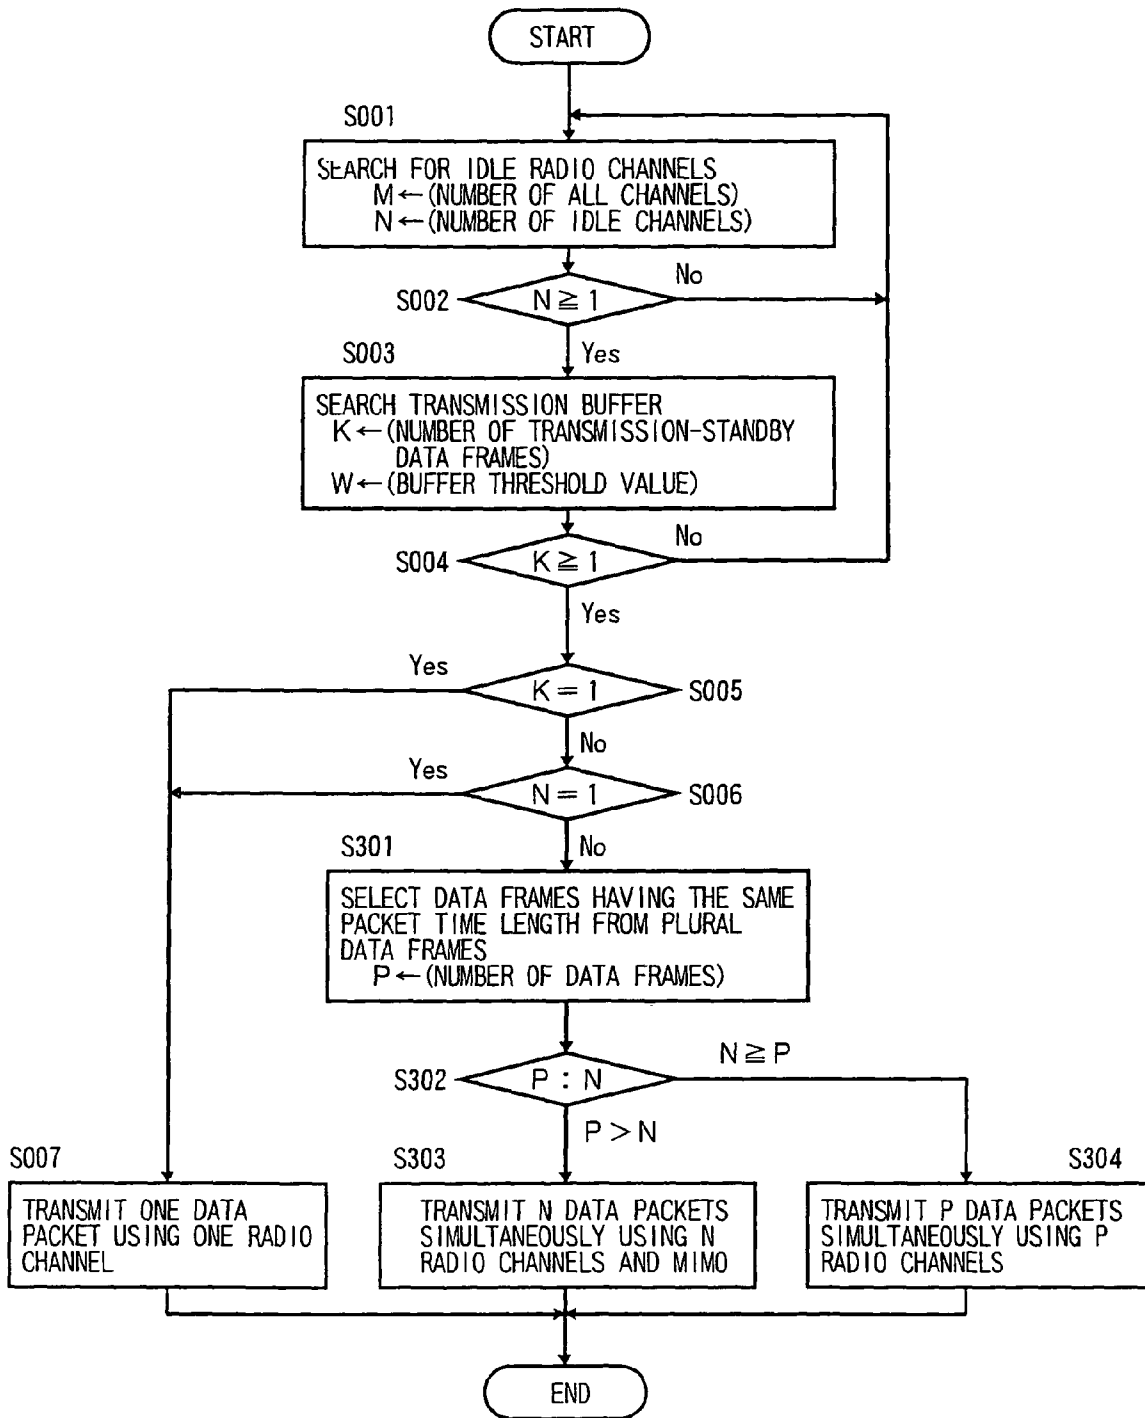 START
S001
SEARCH FOR IDLE RADIO CHANNELS
M←(NUMBER OF ALL CHANNELS)
N←(NUMBER OF IDLE CHANNELS)
No
S002
N≧1
Yes
S003
SEARCH TRANSMISSION BUFFER
K←(NUMBER OF TRANSMISSION-STANDBY
DATA FRAMES)
W←(BUFFER THRESHOLD VALUE)
No
S004
K≧1
Yes
Yes
K=1
S005
No
Yes
N=1
S006
No
S301
SELECT DATA FRAMES HAVING THE SAME
PACKET TIME LENGTH FROM PLURAL
DATA FRAMES
P←(NUMBER OF DATA FRAMES)
N≧P
S302
P : N
P>N
S007
TRANSMIT ONE DATA
PACKET USING ONE RADIO
CHANNEL
S303
TRANSMIT N DATA PACKETS
SIMULTANEOUSLY USING N
RADIO CHANNELS AND MIMO
S304
TRANSMIT P DATA PACKETS
SIMULTANEOUSLY USING P
RADIO CHANNELS
END